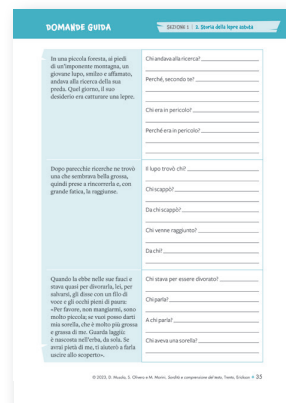 DOMANDE GUIDA
SEZIONE 1 | 2. Storia della lepre astuta
In una piccola foresta, ai piedi
di un'imponente montagna, un
giovane lupo, smilzo e affamato,
andava alla ricerca della sua
preda. Quel giorno, il suo
desiderio era catturare una lepre.
Chi andava alla ricerca?
Perché, secondo te?
Chi era in pericolo?
Perché era in pericolo?
Dopo parecchie ricerche ne trovò
una che sembrava bella grossa,
quindi prese a rincorrerla e, con
grande fatica, la raggiunse.
Il lupo trovò chi?
Chi scappò?
Da chi scappò?
Chi venne raggiunto?
Da chi?
Quando la ebbe nelle sue fauci e
stava quasi per divorarla, lei, per
salvarsi, gli disse con un filo di
voce e gli occhi pieni di paura:
«Per favore, non mangiarmi, sono
molto piccola; se vuoi posso darti
mia sorella, che è molto più grossa
e grassa di me. Guarda laggiù:
è nascosta nell'erba, da sola. Se
avrai pietà di me, ti aiuterò a farla
uscire allo scoperto».
Chi stava per essere divorato?
Chi parla?
A chi parla?
Chi aveva una sorella?
© 2023, D. Musola, S. Olivero e M. Morni, Sordità e comprensione del testo, Trento, Erickson • 35